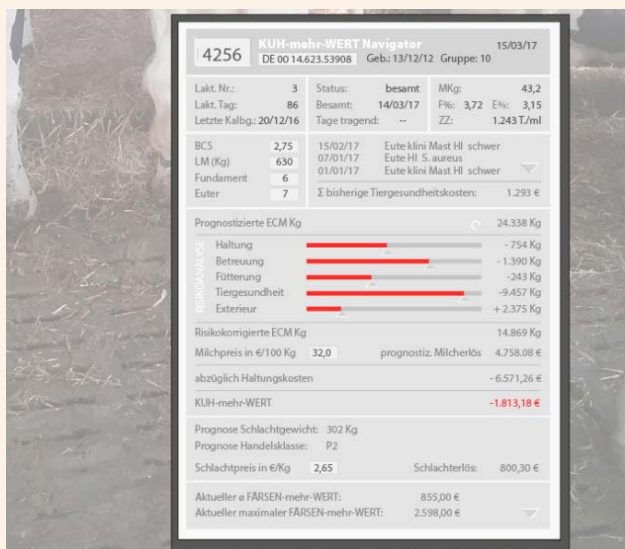 4256 KUH-mehr-WERT Navigator 15/03/17
DE 00 14.623.53908 Geb.: 13/12/12 Gruppe: 10
Lakt. Nr.: 3 Status: besamt MKg: 43,2
Lakt. Tag: 86 Besamt: 14/03/17 F%: 3,72 E%: 3,15
Letzte Kalbg.: 20/12/16 Tage tragend: -- ZZ: 1.243 T./ml
BCS 2,75 15/02/17 Eute klini Mast Hl schwer
LM (Kg) 630 07/01/17 Eute Hl S. aureus
Fundament 6 01/01/17 Eute klini Mast Hl schwer
Euter 7 Σ bisherige Tiergesundheitskosten: 1.293 €
Prognostizierte ECM Kg 24.338 Kg
RISIKOANALYSE
Haltung - 754 Kg
Betreuung - 1.390 Kg
Fütterung -243 Kg
Tiergesundheit -9.457 Kg
Exterieur + 2.375 Kg
Risikokorrigierte ECM Kg 14.869 Kg
Milchpreis in €/100 Kg 32,0 prognostiz. Milcherlös 4.758.08 €
abzüglich Haltungskosten - 6.571,26 €
KUH-mehr-WERT -1.813,18 €
Prognose Schlachtgewicht: 302 Kg
Prognose Handelsklasse: P2
Schlachtpreis in €/Kg 2,65 Schlachterlös: 800,30 €
Aktueller ø FÄRSEN-mehr-WERT: 855,00 €
Aktueller maximaler FÄRSEN-mehr-WERT: 2.598,00 €